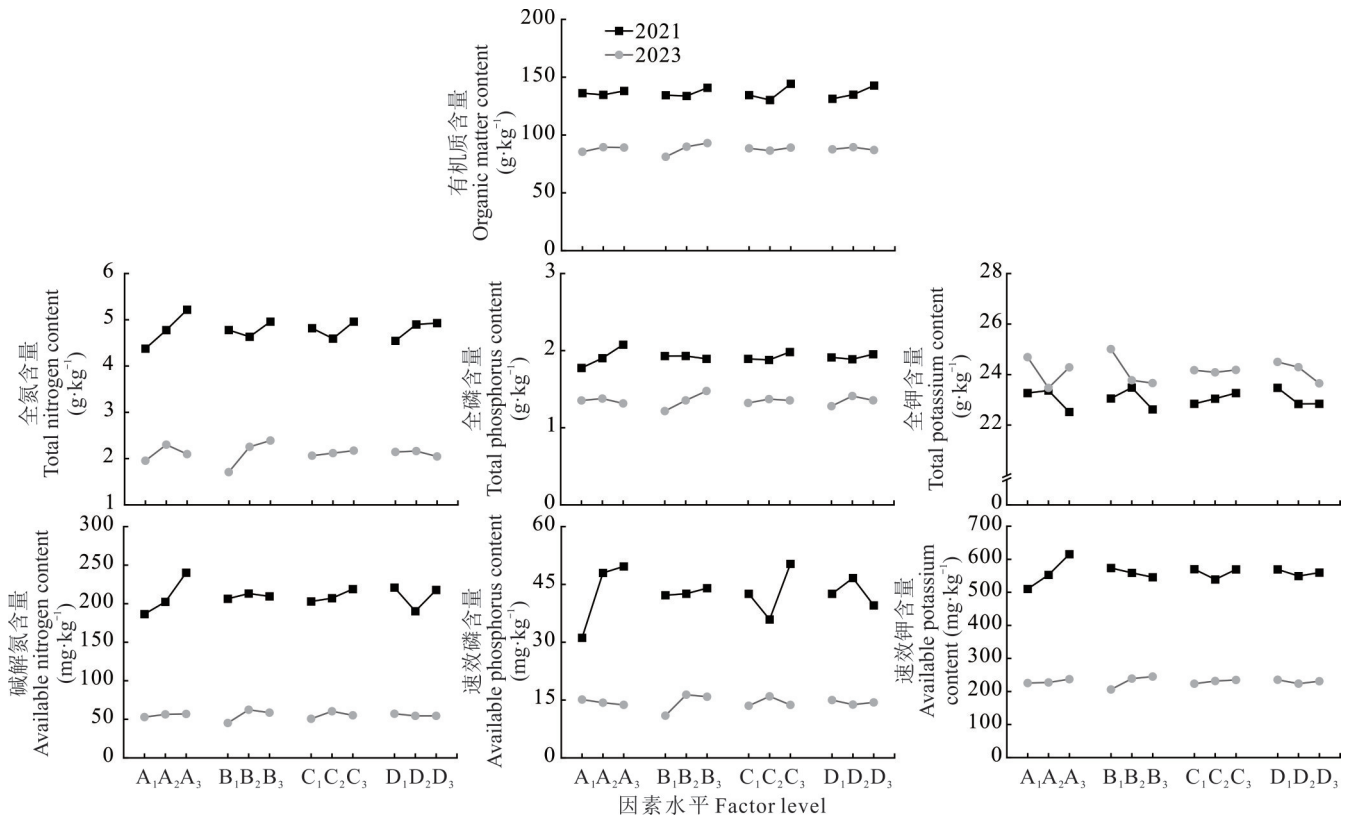 2021
2023
有机质含量
Organic matter content
(g·kg⁻¹)
200
150
100
50
0
全氮含量
Total nitrogen content
(g·kg⁻¹)
6
5
4
3
2
1
全磷含量
Total phosphorus content
(g·kg⁻¹)
3
2
1
0
全钾含量
Total potassium content
(g·kg⁻¹)
28
26
24
22
0
碱解氮含量
Available nitrogen content
(mg·kg⁻¹)
300
250
200
150
100
50
0
A₁A₂A₃ B₁B₂B₃ C₁C₂C₃ D₁D₂D₃
速效磷含量
Available phosphorus content
(mg·kg⁻¹)
60
45
30
15
0
A₁A₂A₃ B₁B₂B₃ C₁C₂C₃ D₁D₂D₃
速效钾含量
Available potassium
content (mg·kg⁻¹)
700
600
500
400
300
200
100
0
A₁A₂A₃ B₁B₂B₃ C₁C₂C₃ D₁D₂D₃
因素水平 Factor level